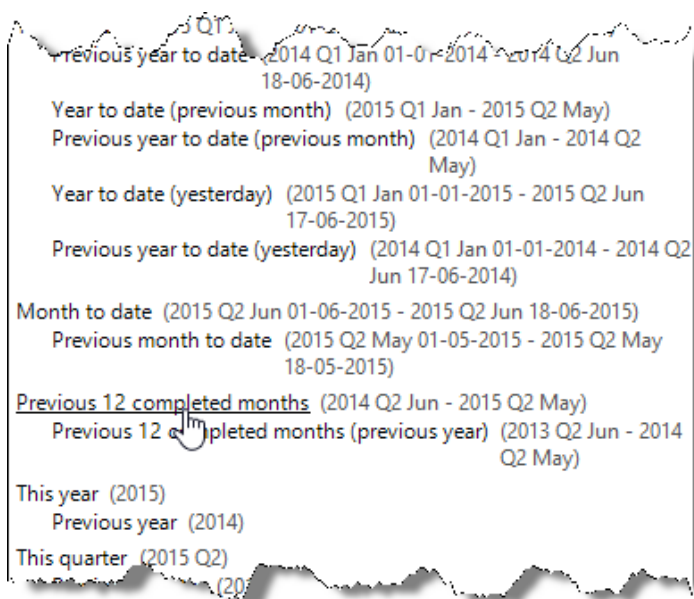 Q1
Previous year to date (2014 Q1 Jan 01-01-2014 - 2014 Q2 Jun
18-06-2014)
Year to date (previous month) (2015 Q1 Jan - 2015 Q2 May)
Previous year to date (previous month) (2014 Q1 Jan - 2014 Q2
May)
Year to date (yesterday) (2015 Q1 Jan 01-01-2015 - 2015 Q2 Jun
17-06-2015)
Previous year to date (yesterday) (2014 Q1 Jan 01-01-2014 - 2014 Q2
Jun 17-06-2014)
Month to date (2015 Q2 Jun 01-06-2015 - 2015 Q2 Jun 18-06-2015)
Previous month to date (2015 Q2 May 01-05-2015 - 2015 Q2 May
18-05-2015)
Previous 12 completed months (2014 Q2 Jun - 2015 Q2 May)
Previous 12 completed months (previous year) (2013 Q2 Jun - 2014
Q2 May)
This year (2015)
Previous year (2014)
This quarter (2015 Q2)